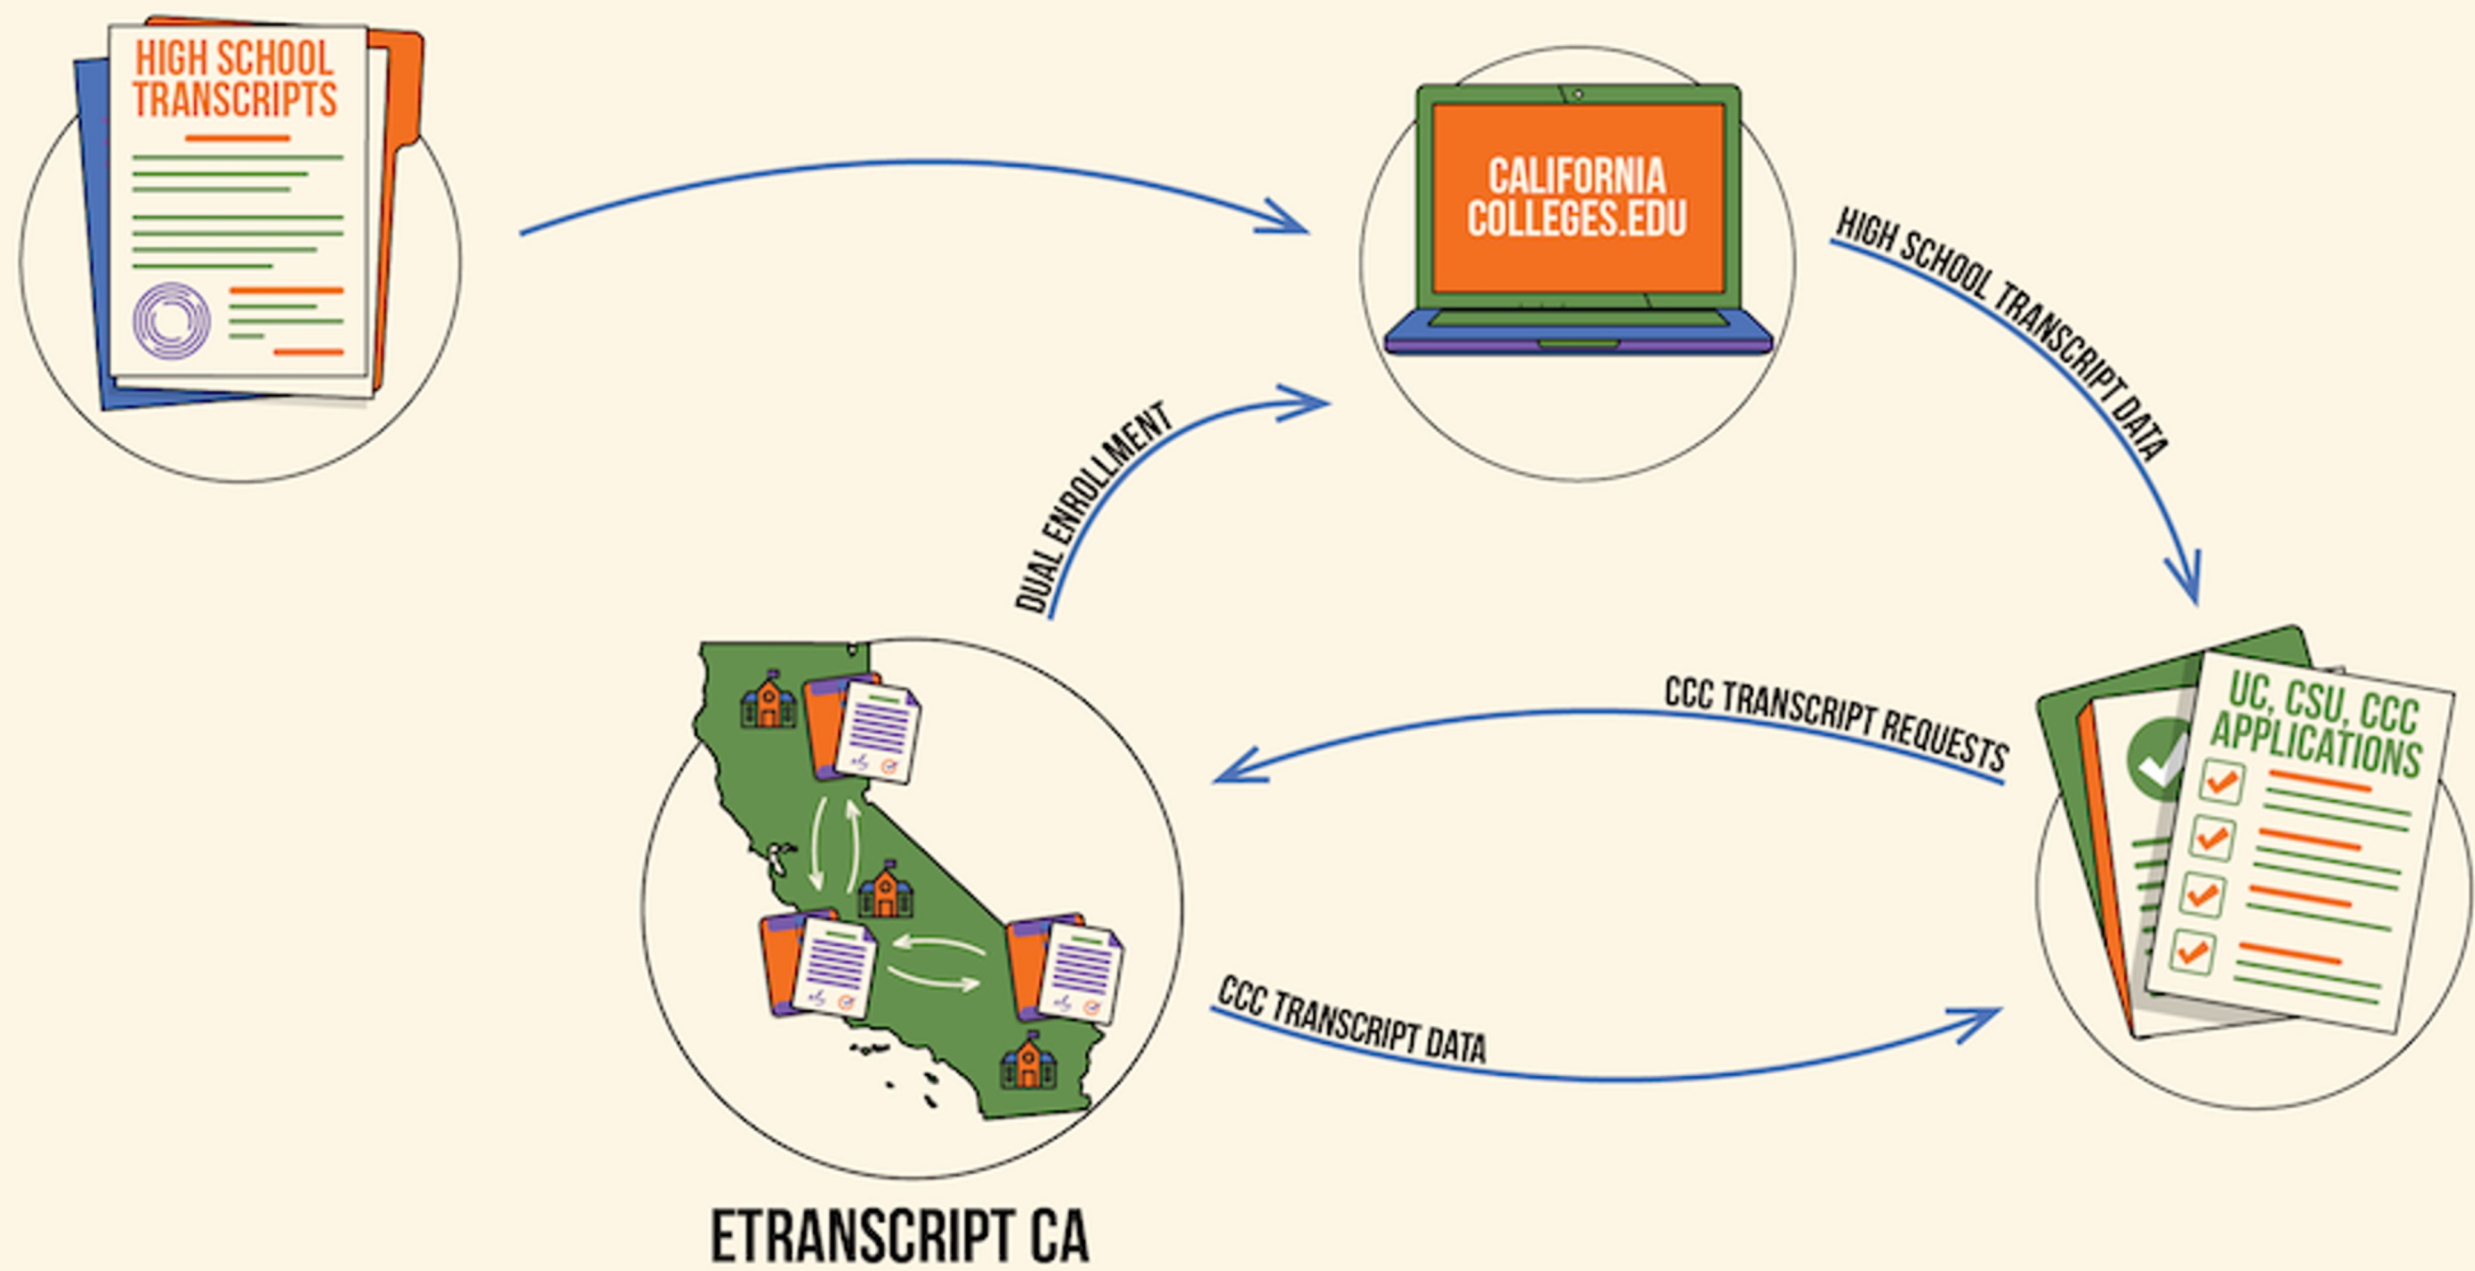 HIGH SCHOOL
TRANSCRIPTS
CALIFORNIA
COLLEGES.EDU
HIGH SCHOOL TRANSCRIPT DATA
DUAL ENROLLMENT
CCC TRANSCRIPT REQUESTS
UC, CSU, CCC
APPLICATIONS
CCC TRANSCRIPT DATA
ETRANSCRIPT CA